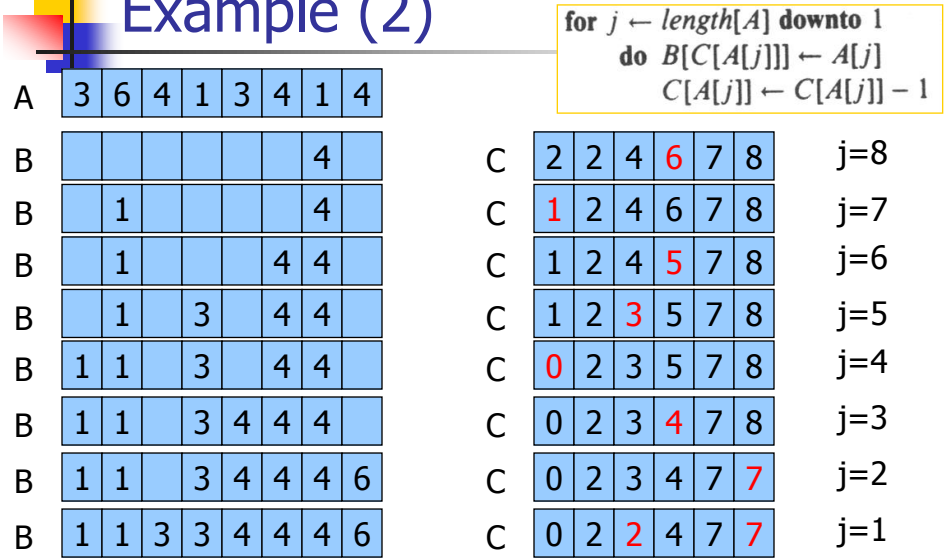 Example (2)
for j ← length[A] downto 1
do B[C[A[j]]] ← A[j]
C[A[j]] ← C[A[j]] − 1
A 3 6 4 1 3 4 1 4
B 4 C 2 2 4 6 7 8 j=8
B 1 4 C 1 2 4 6 7 8 j=7
B 1 4 4 C 1 2 4 5 7 8 j=6
B 1 3 4 4 C 1 2 3 5 7 8 j=5
B 1 1 3 4 4 C 0 2 3 5 7 8 j=4
B 1 1 3 4 4 4 C 0 2 3 4 7 8 j=3
B 1 1 3 4 4 4 6 C 0 2 3 4 7 7 j=2
B 1 1 3 3 4 4 4 6 C 0 2 2 4 7 7 j=1